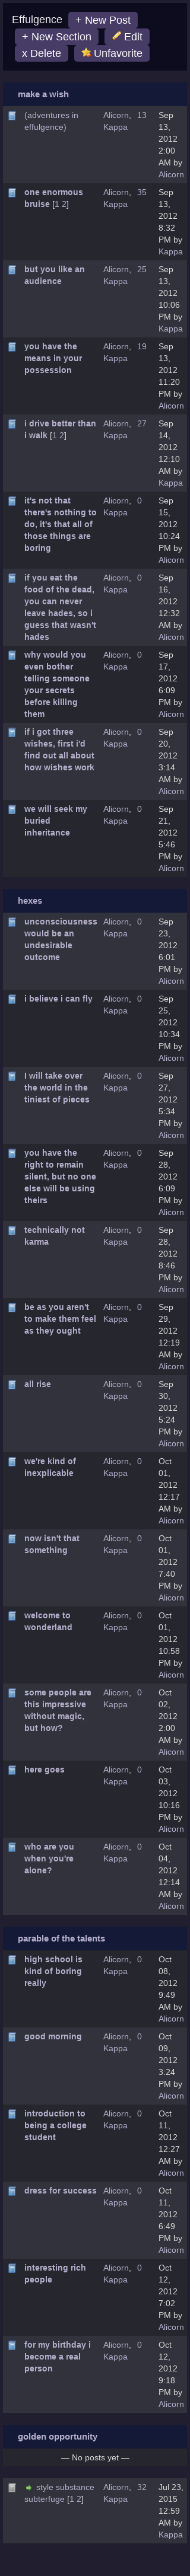 Effulgence + New Post
+ New Section Edit
x Delete Unfavorite
make a wish
(adventures in effulgence) Alicorn, Kappa 13 Sep 13, 2012 2:00 AM by Alicorn
one enormous bruise [1 2] Alicorn, Kappa 35 Sep 13, 2012 8:32 PM by Kappa
but you like an audience Alicorn, Kappa 25 Sep 13, 2012 10:06 PM by Kappa
you have the means in your possession Alicorn, Kappa 19 Sep 13, 2012 11:20 PM by Alicorn
i drive better than i walk [1 2] Alicorn, Kappa 27 Sep 14, 2012 12:10 AM by Kappa
it's not that there's nothing to do, it's that all of those things are boring Alicorn, Kappa 0 Sep 15, 2012 10:24 PM by Alicorn
if you eat the food of the dead, you can never leave hades, so i guess that wasn't hades Alicorn, Kappa 0 Sep 16, 2012 12:32 AM by Alicorn
why would you even bother telling someone your secrets before killing them Alicorn, Kappa 0 Sep 17, 2012 6:09 PM by Alicorn
if i got three wishes, first i'd find out all about how wishes work Alicorn, Kappa 0 Sep 20, 2012 3:14 AM by Alicorn
we will seek my buried inheritance Alicorn, Kappa 0 Sep 21, 2012 5:46 PM by Alicorn
hexes
unconsciousness would be an undesirable outcome Alicorn, Kappa 0 Sep 23, 2012 6:01 PM by Alicorn
i believe i can fly Alicorn, Kappa 0 Sep 25, 2012 10:34 PM by Alicorn
I will take over the world in the tiniest of pieces Alicorn, Kappa 0 Sep 27, 2012 5:34 PM by Alicorn
you have the right to remain silent, but no one else will be using theirs Alicorn, Kappa 0 Sep 28, 2012 6:09 PM by Alicorn
technically not karma Alicorn, Kappa 0 Sep 28, 2012 8:46 PM by Alicorn
be as you aren't to make them feel as they ought Alicorn, Kappa 0 Sep 29, 2012 12:19 AM by Alicorn
all rise Alicorn, Kappa 0 Sep 30, 2012 5:24 PM by Alicorn
we're kind of inexplicable Alicorn, Kappa 0 Oct 01, 2012 12:17 AM by Alicorn
now isn't that something Alicorn, Kappa 0 Oct 01, 2012 7:40 PM by Alicorn
welcome to wonderland Alicorn, Kappa 0 Oct 01, 2012 10:58 PM by Alicorn
some people are this impressive without magic, but how? Alicorn, Kappa 0 Oct 02, 2012 2:00 AM by Alicorn
here goes Alicorn, Kappa 0 Oct 03, 2012 10:16 PM by Alicorn
who are you when you're alone? Alicorn, Kappa 0 Oct 04, 2012 12:14 AM by Alicorn
parable of the talents
high school is kind of boring really Alicorn, Kappa 0 Oct 08, 2012 9:49 AM by Alicorn
good morning Alicorn, Kappa 0 Oct 09, 2012 3:24 PM by Alicorn
introduction to being a college student Alicorn, Kappa 0 Oct 11, 2012 12:27 AM by Alicorn
dress for success Alicorn, Kappa 0 Oct 11, 2012 6:49 PM by Alicorn
interesting rich people Alicorn, Kappa 0 Oct 12, 2012 7:02 PM by Alicorn
for my birthday i become a real person Alicorn, Kappa 0 Oct 12, 2012 9:18 PM by Alicorn
golden opportunity
— No posts yet —
style substance subterfuge [1 2] Alicorn, Kappa 32 Jul 23, 2015 12:59 AM by Kappa